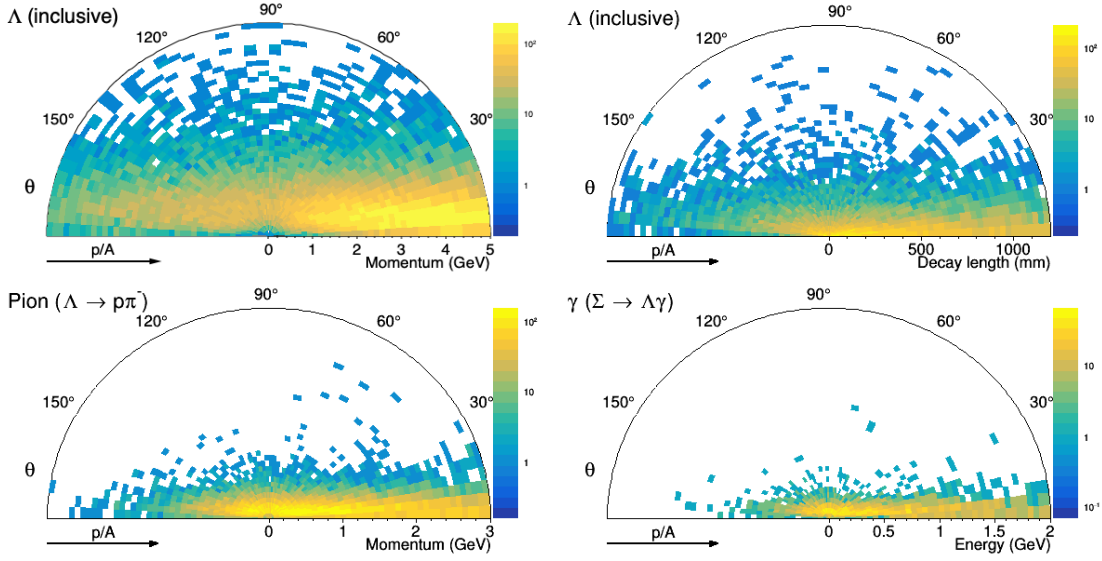 Λ (inclusive)
90°
120°
60°
150°
30°
θ
p/A
0 1 2 3 4 5
Momentum (GeV)
10²
10
1
Λ (inclusive)
90°
120°
60°
150°
30°
θ
p/A
0 500 1000
Decay length (mm)
10²
10
1
Pion (Λ → pπ⁻)
90°
120°
60°
150°
30°
θ
p/A
0 1 2 3
Momentum (GeV)
10²
10
1
γ (Σ → Λγ)
90°
120°
60°
150°
30°
θ
p/A
0 0.5 1 1.5 2
Energy (GeV)
10
1
10⁻¹